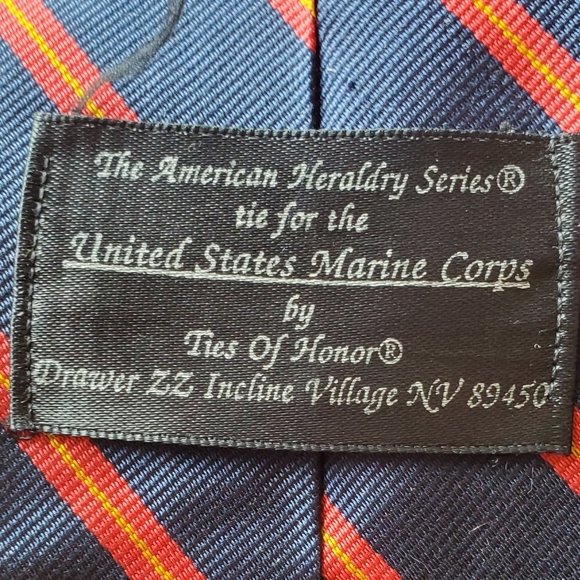 The American Heraldry Series®
tie for the
United States Marine Corps
by
Ties Of Honor®
Drawer ZZ Incline Village NV 89450